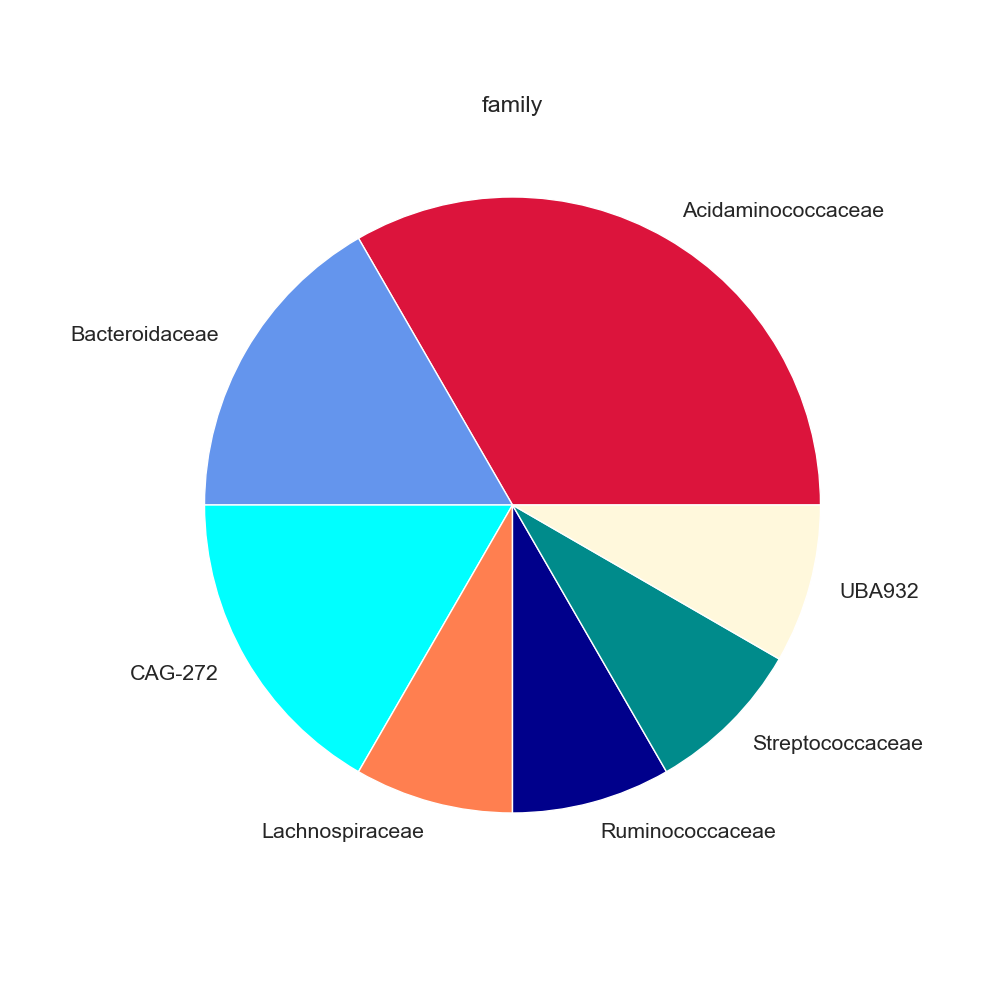 family
Acidaminococcaceae
Bacteroidaceae
UBA932
CAG-272
Streptococcaceae
Lachnospiraceae
Ruminococcaceae